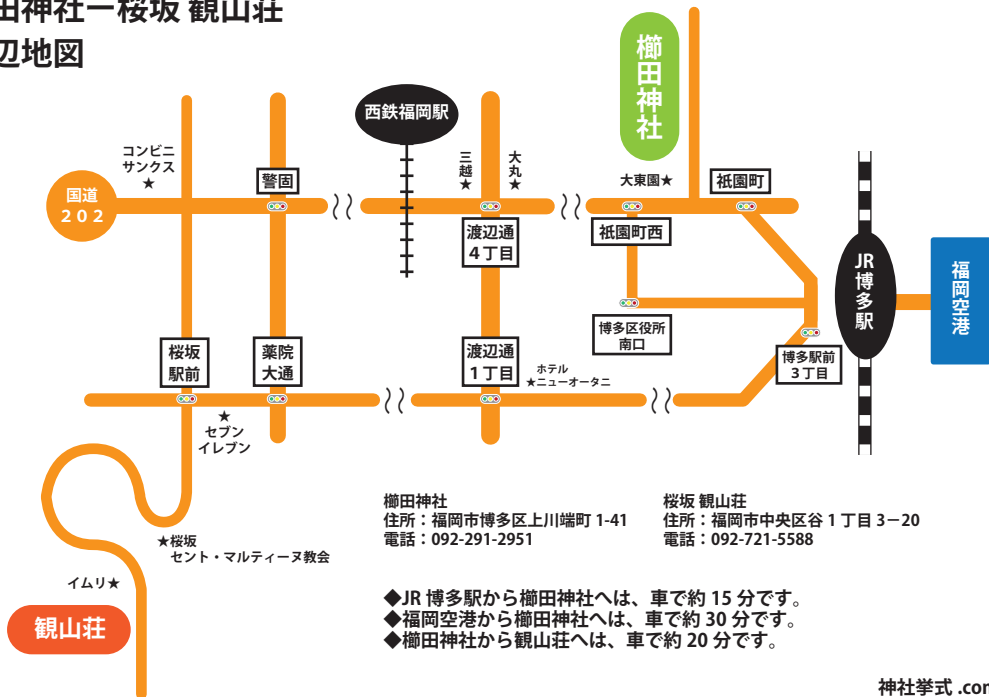 田神社ー桜坂 観山荘
辺地図
櫛田神社
西鉄福岡駅
コンビニ
サンクス
★
三越★
大丸★
大東園★
祇園町
警固
国道
２０２
渡辺通
４丁目
祇園町西
JR博多駅
福岡空港
博多区役所
南口
博多駅前
３丁目
桜坂
駅前
薬院
大通
渡辺通
１丁目
ホテル
★ニューオータニ
★
セブン
イレブン
櫛田神社
住所：福岡市博多区上川端町 1-41
電話：092-291-2951
桜坂 観山荘
住所：福岡市中央区谷 1 丁目 3－20
電話：092-721-5588
★桜坂
セント・マルティーヌ教会
イムリ★
観山荘
◆JR 博多駅から櫛田神社へは、車で約 15 分です。
◆福岡空港から櫛田神社へは、車で約 30 分です。
◆櫛田神社から観山荘へは、車で約 20 分です。
神社挙式 .com